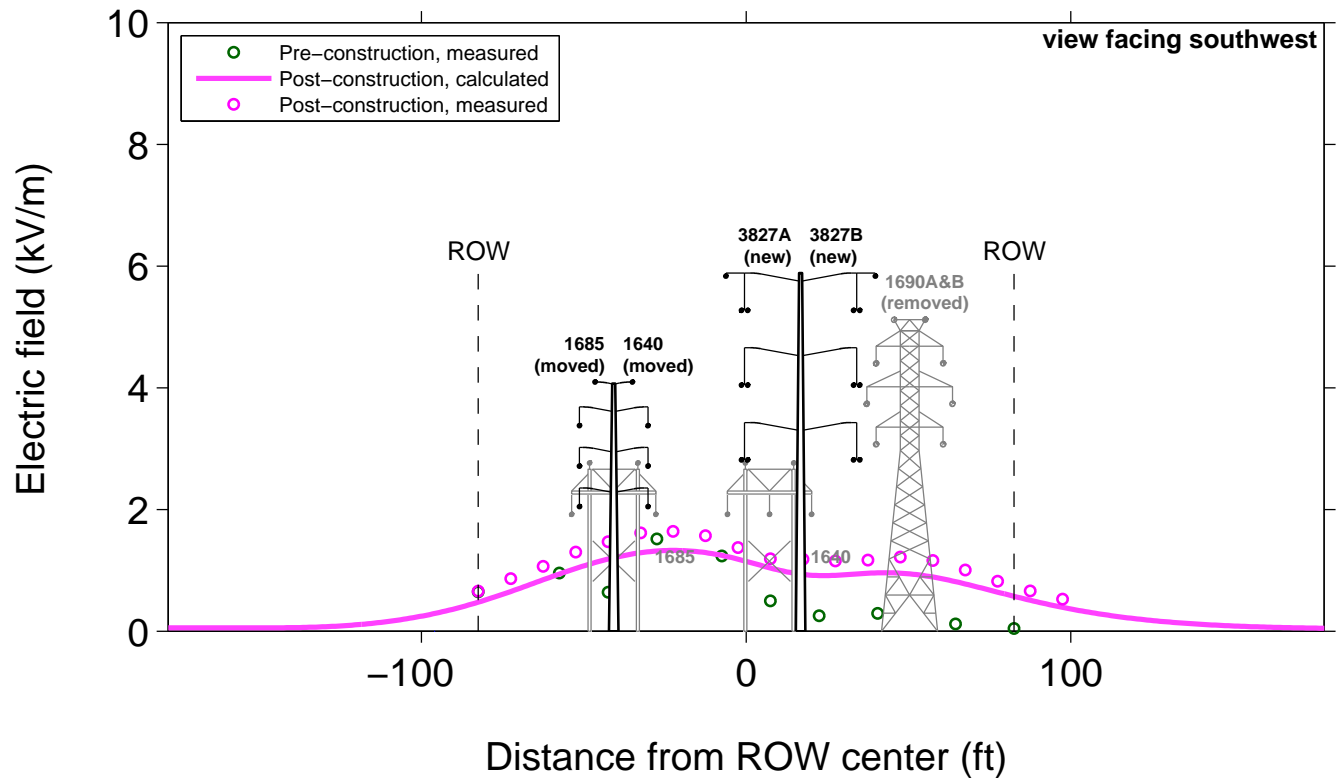 10
8
6
4
2
0
Electric field (kV/m)
Pre−construction, measured
Post−construction, calculated
Post−construction, measured
view facing southwest
ROW
1685 1640
(moved) (moved)
3827A 3827B
(new) (new)
1690A&B
(removed)
ROW
1685
1640
−100 0 100
Distance from ROW center (ft)